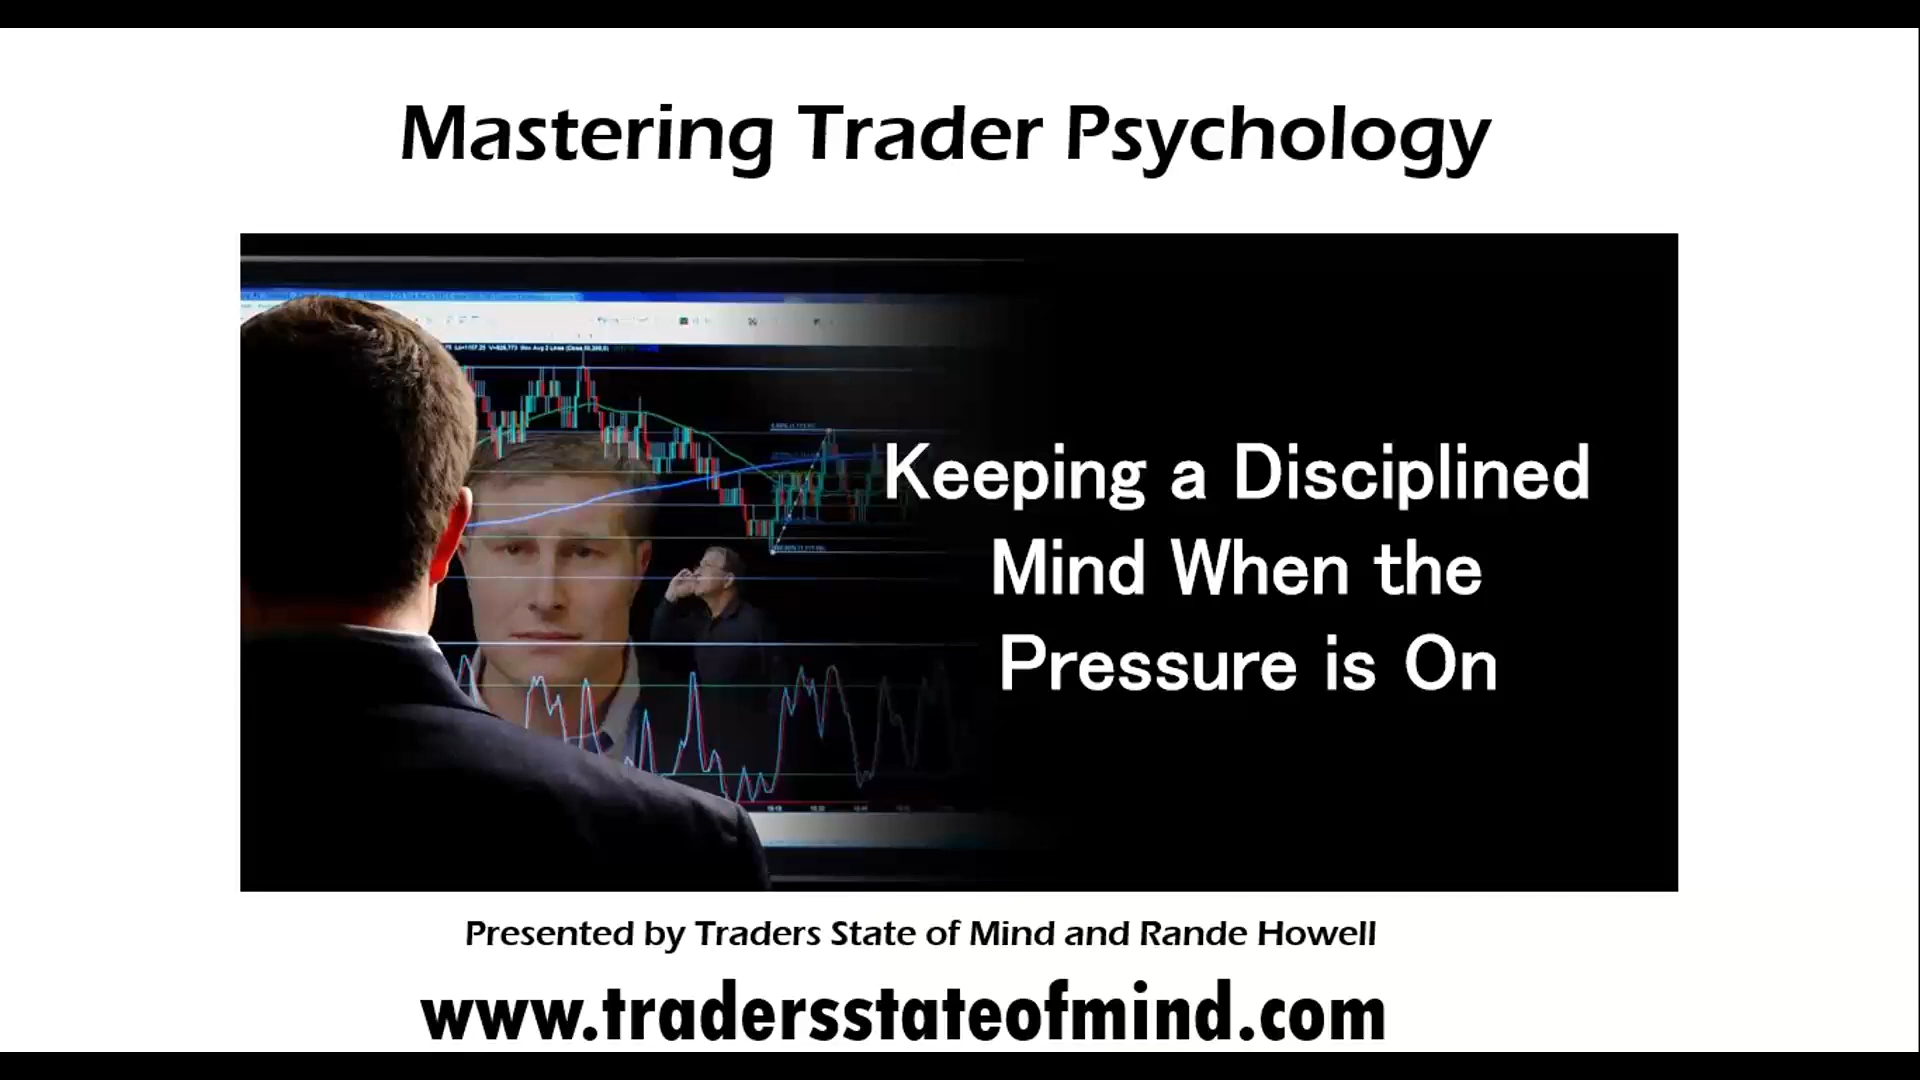 Mastering Trader Psychology
Keeping a Disciplined
Mind When the
Pressure is On
Presented by Traders State of Mind and Rande Howell
www.tradersstateofmind.com